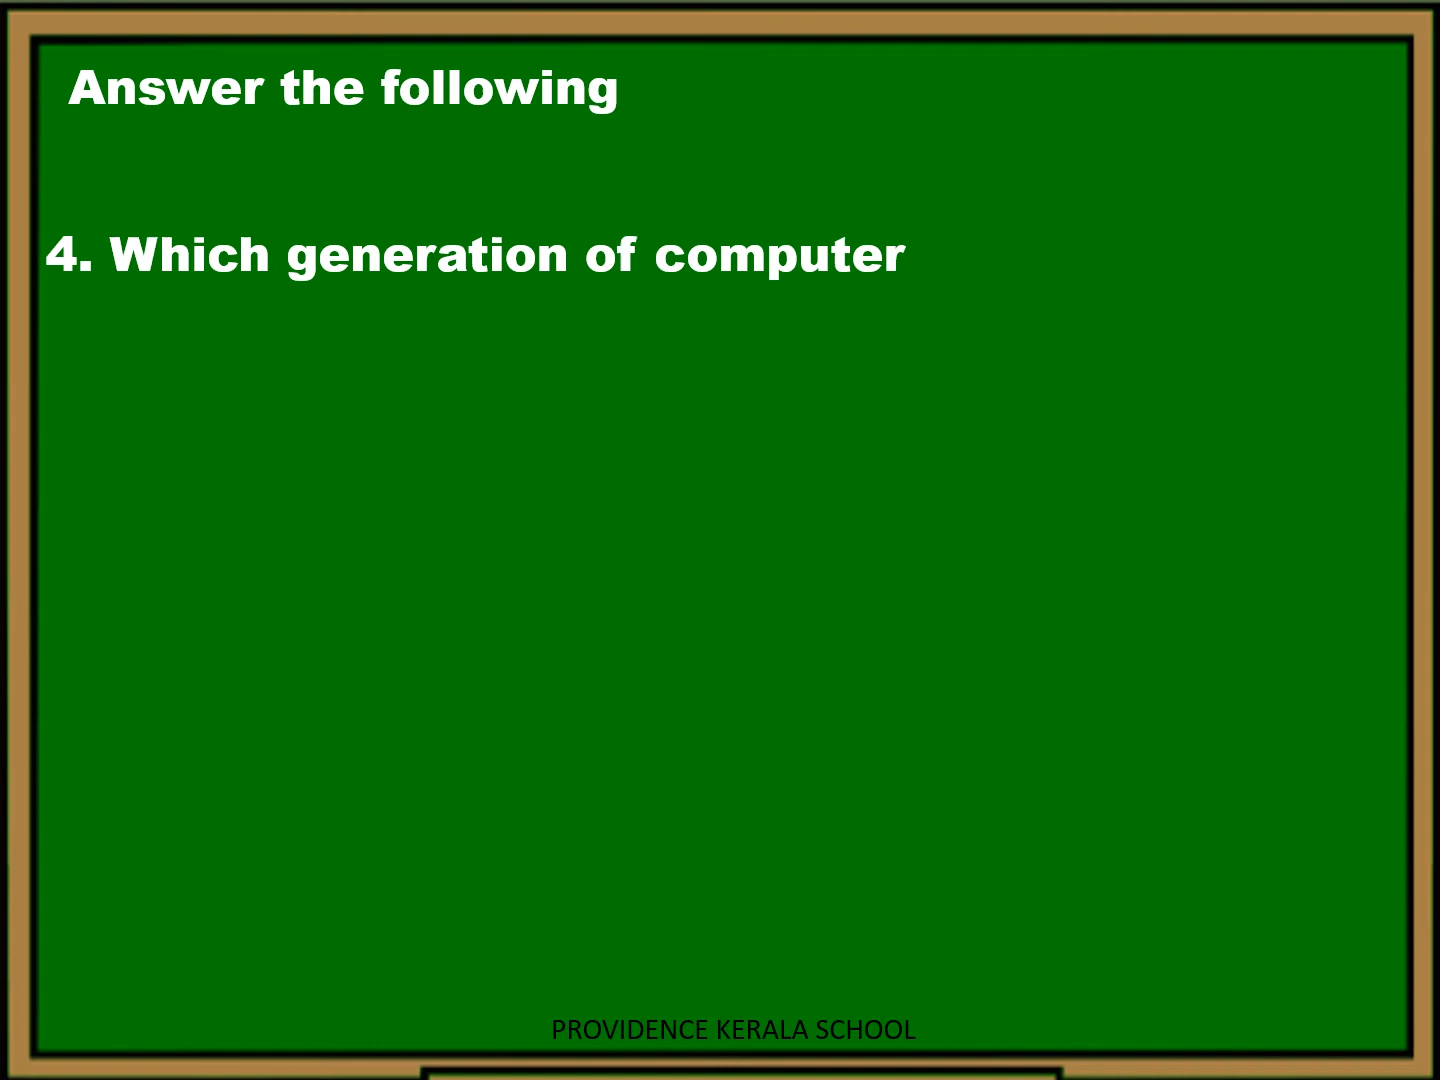 Answer the following
4. Which generation of computer
PROVIDENCE KERALA SCHOOL